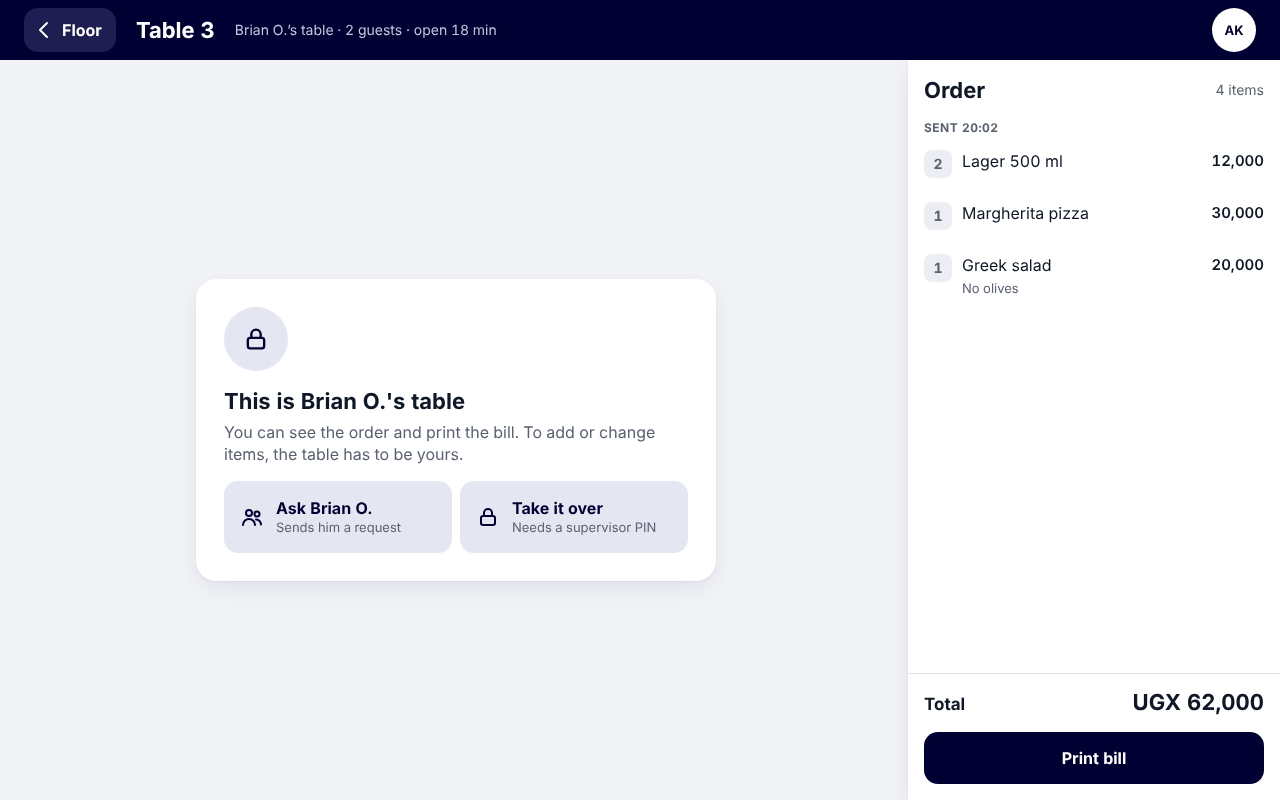 Floor
Table 3
Brian O.’s table · 2 guests · open 18 min
AK
This is Brian O.'s table
You can see the order and print the bill. To add or change
items, the table has to be yours.
Ask Brian O.
Sends him a request
Take it over
Needs a supervisor PIN
Order
4 items
SENT 20:02
2 Lager 500 ml 12,000
1 Margherita pizza 30,000
1 Greek salad 20,000
No olives
Total UGX 62,000
Print bill